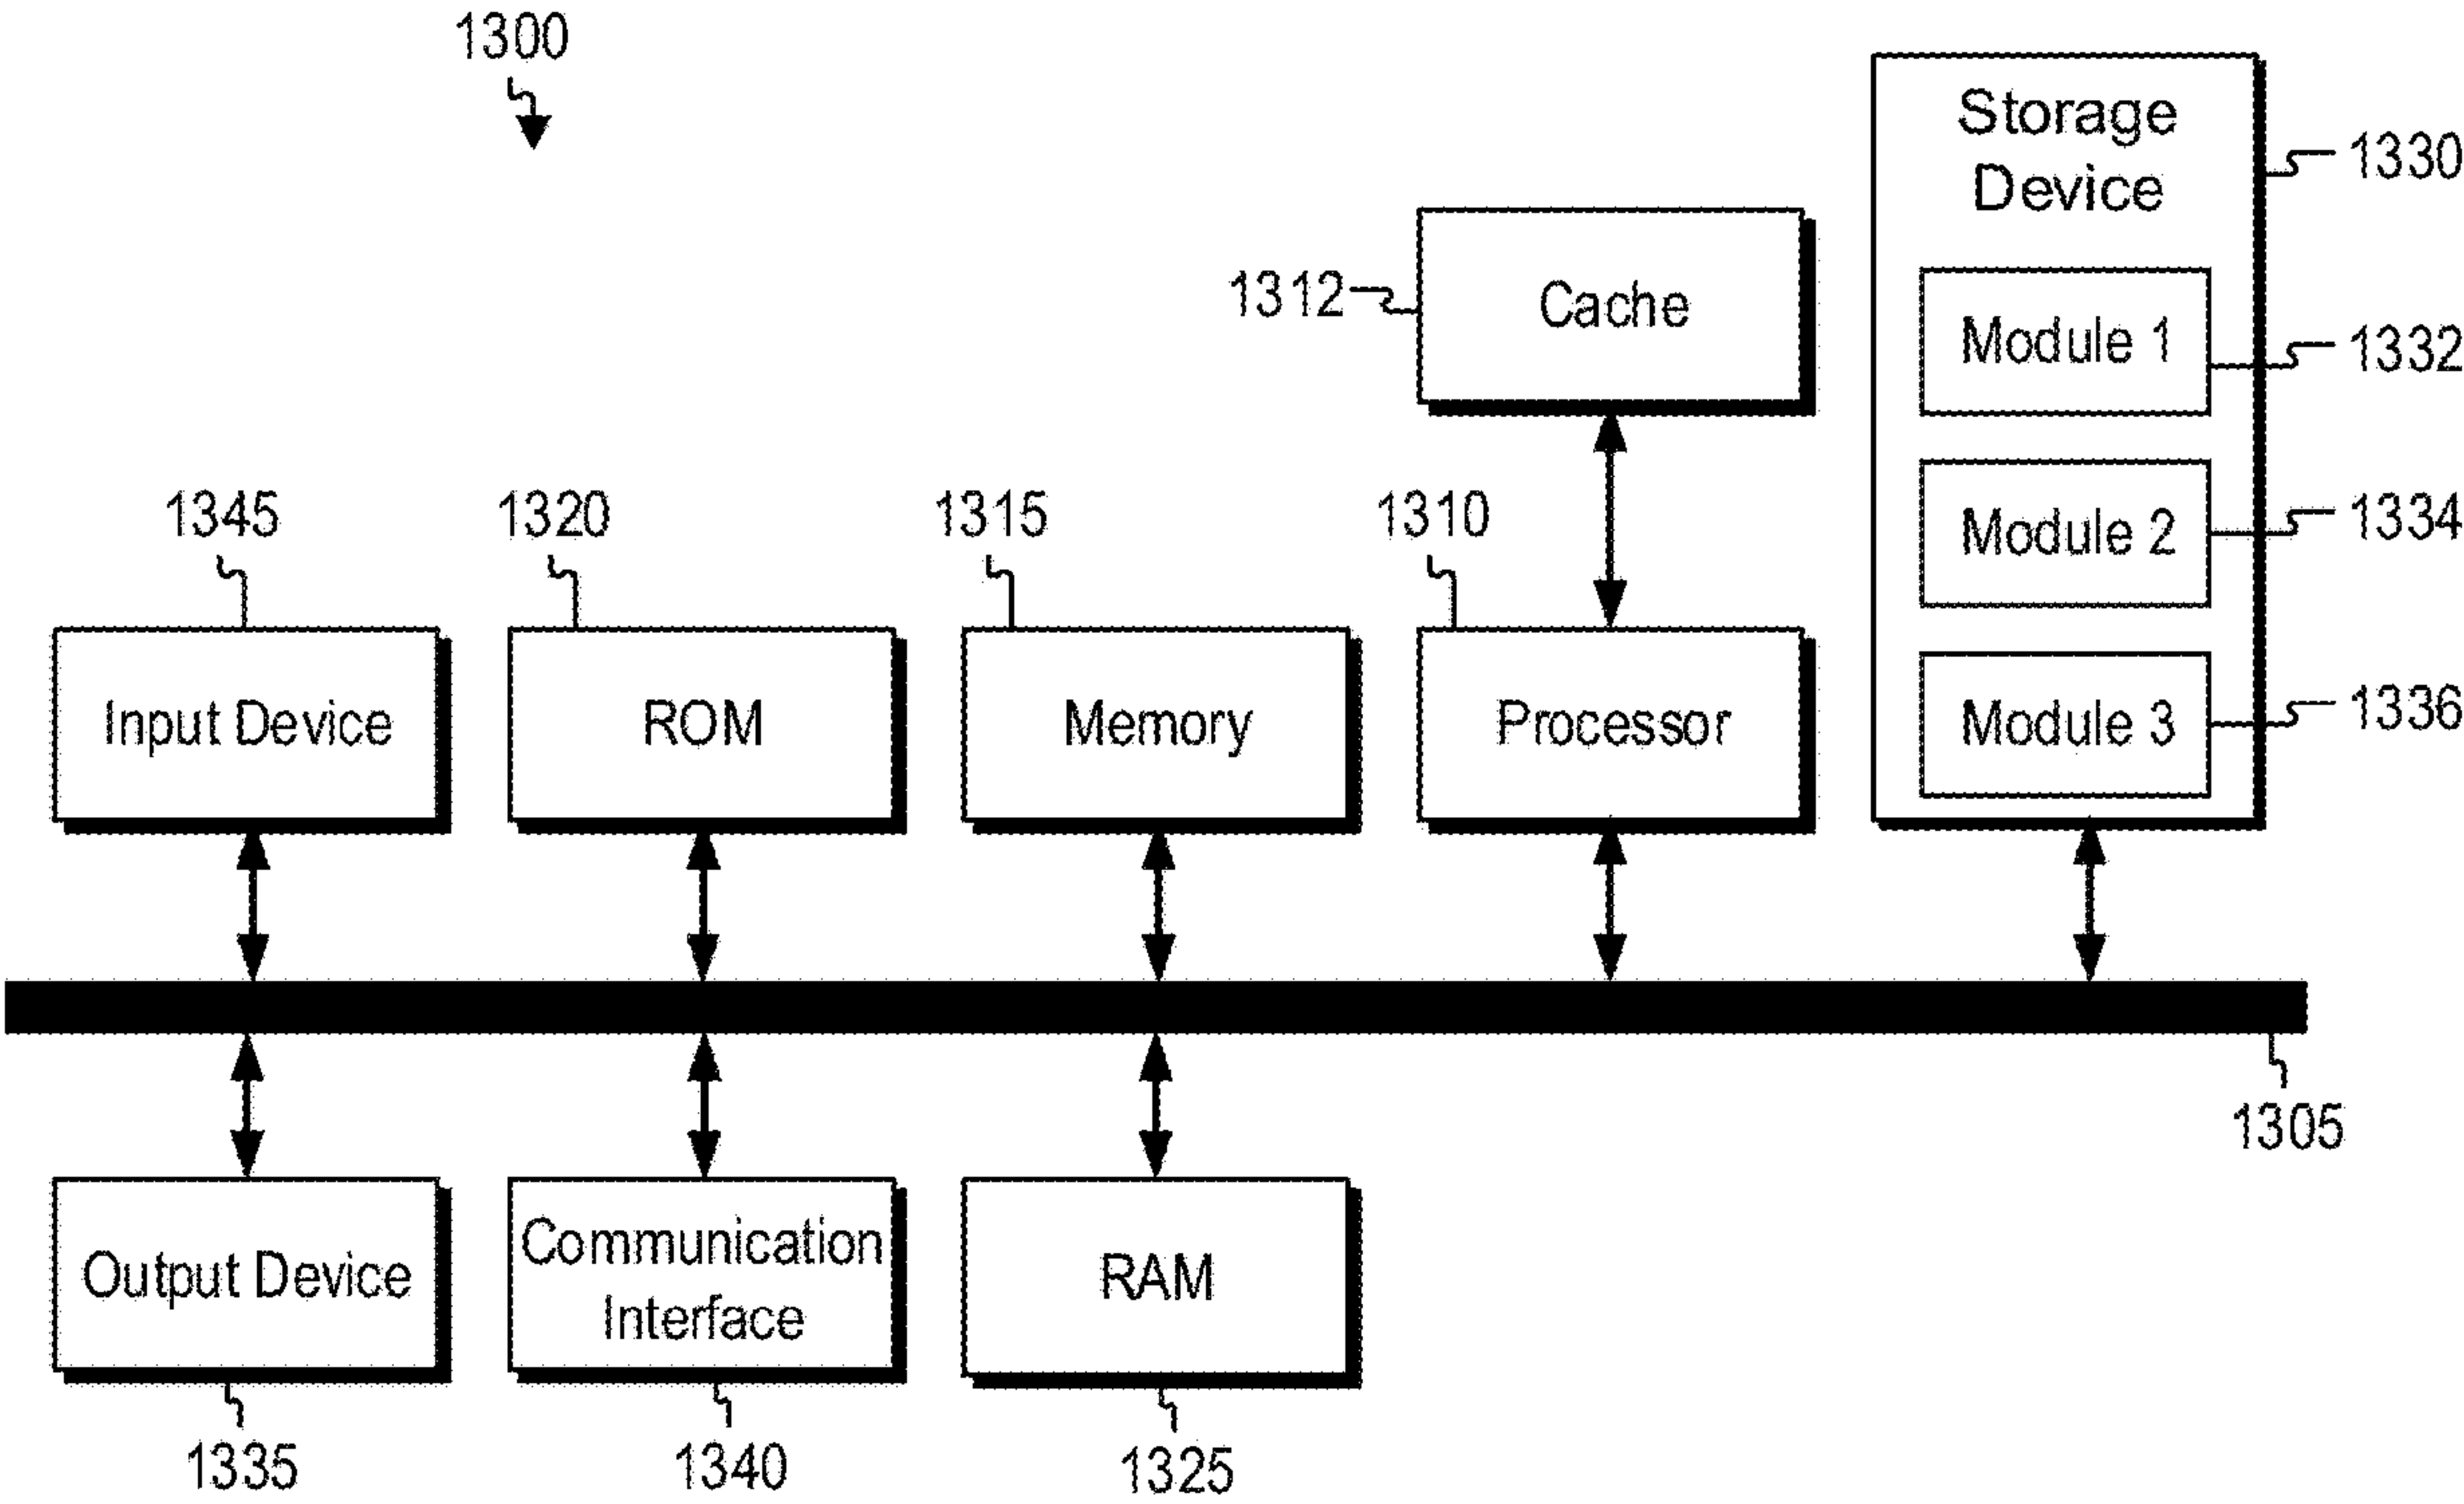 1300
Storage
Device
1330
1312
Cache
Module 1
1332
1345
1320
1315
1310
Module 2
1334
Input Device
ROM
Memory
Processor
Module 3
1336
1305
Output Device
Communication
Interface
RAM
1335
1340
1325